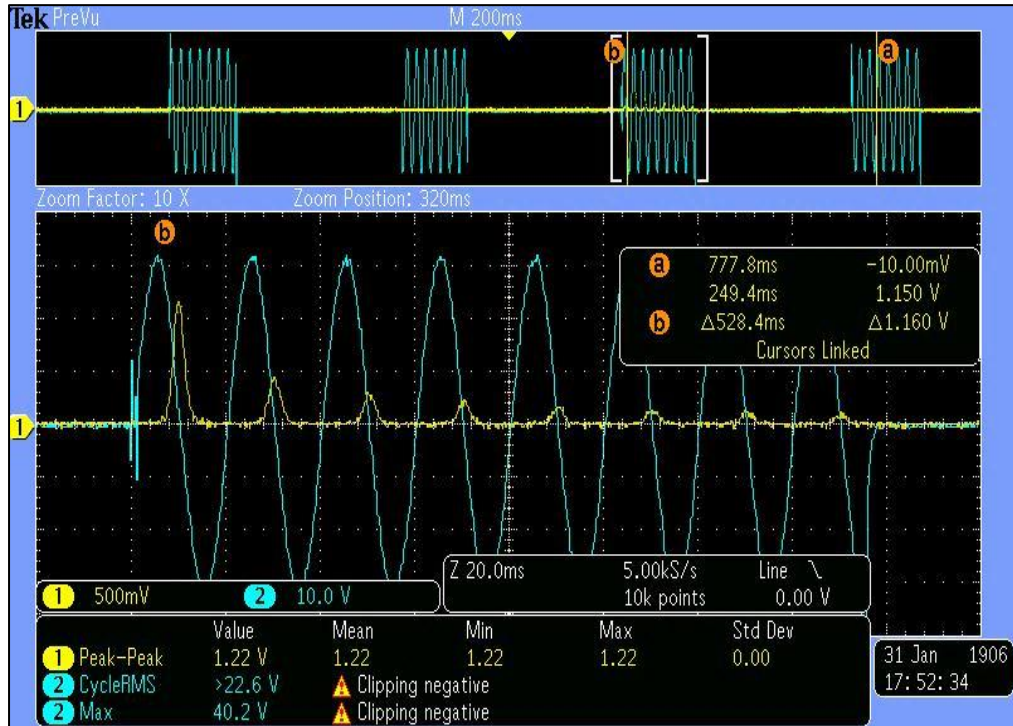 Tek PreVu M 200ms
b a
1
Zoom Factor: 10 X Zoom Position: 320ms
b
a 777.8ms -10.00mV
249.4ms 1.150 V
b Δ528.4ms Δ1.160 V
Cursors Linked
1
1 500mV 2 10.0 V
Z 20.0ms 5.00kS/s Line \
10k points 0.00 V
Value Mean Min Max Std Dev
1 Peak-Peak 1.22 V 1.22 1.22 1.22 0.00
2 CycleRMS >22.6 V Clipping negative
2 Max 40.2 V Clipping negative
31 Jan 1906
17:52:34